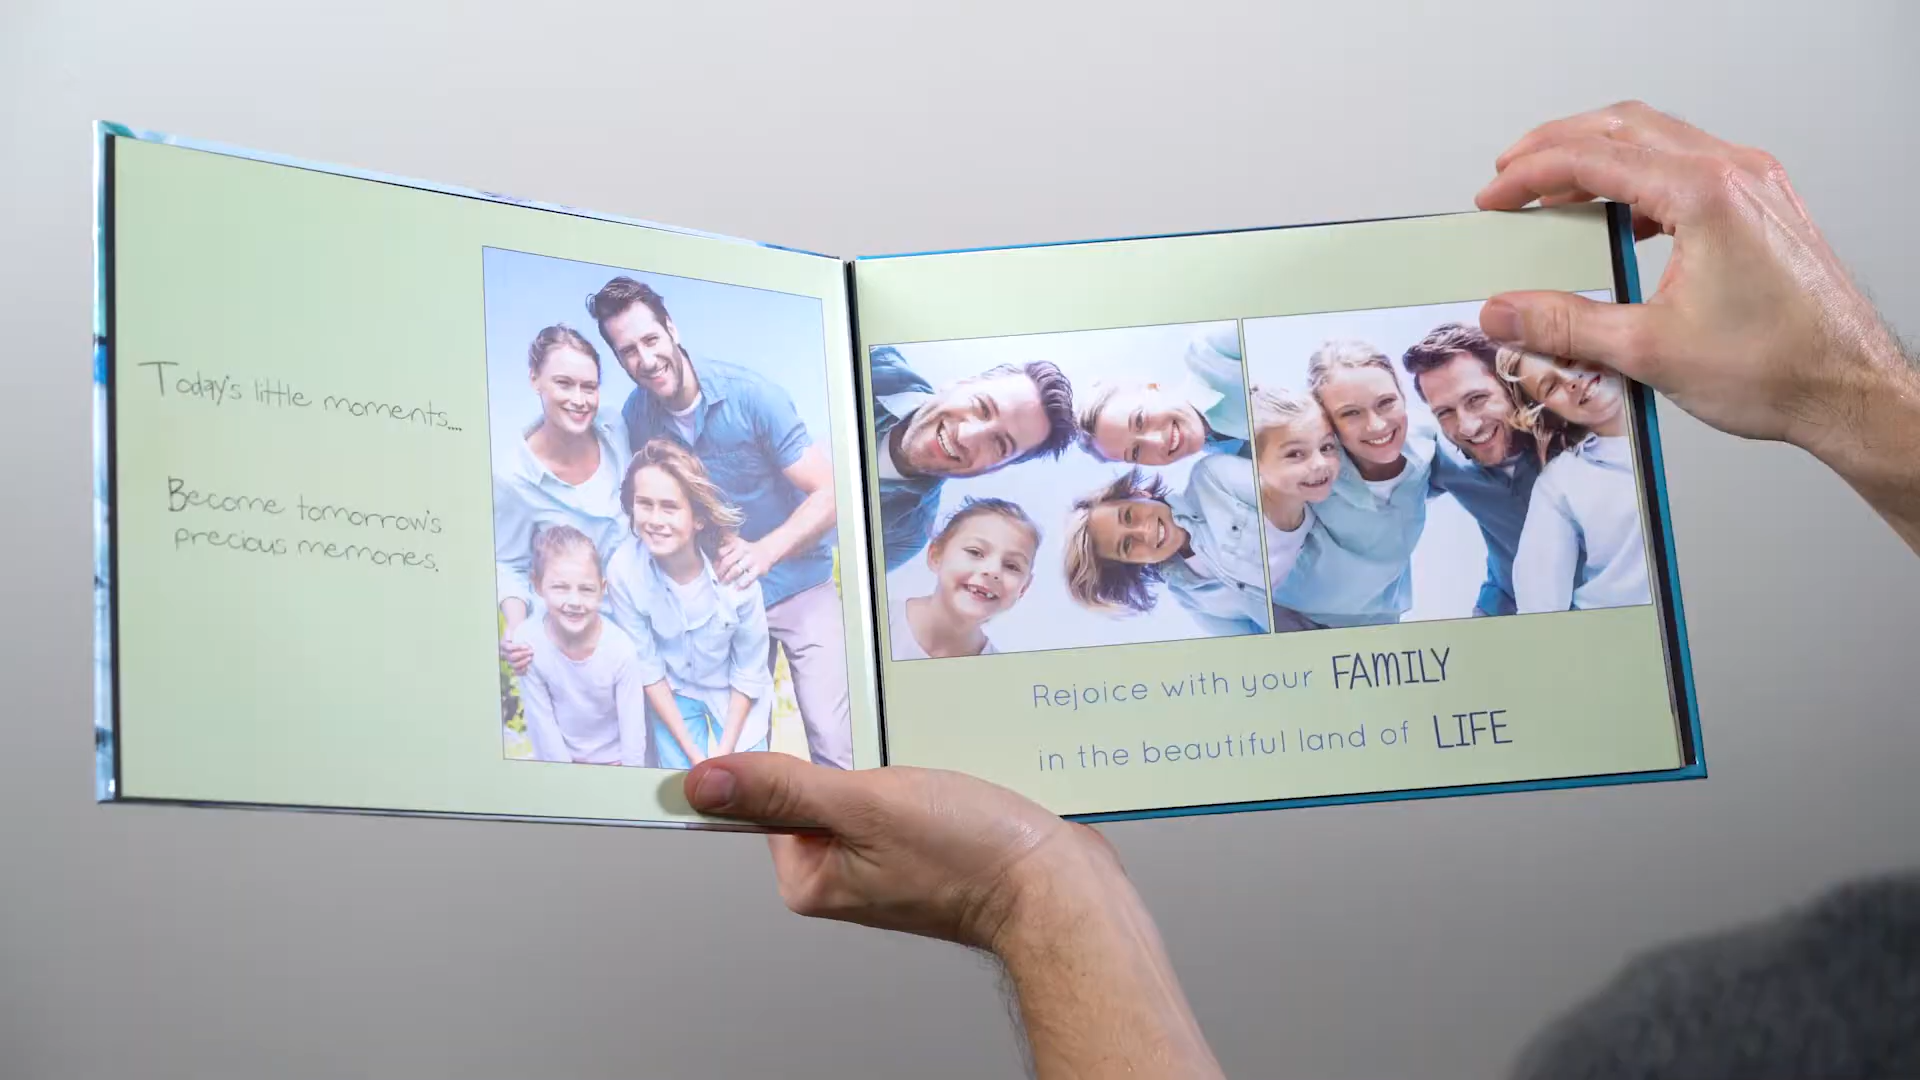 Today's little moments....
Become tomorrow's
precious memories.
Rejoice with your FAMILY
in the beautiful land of LIFE